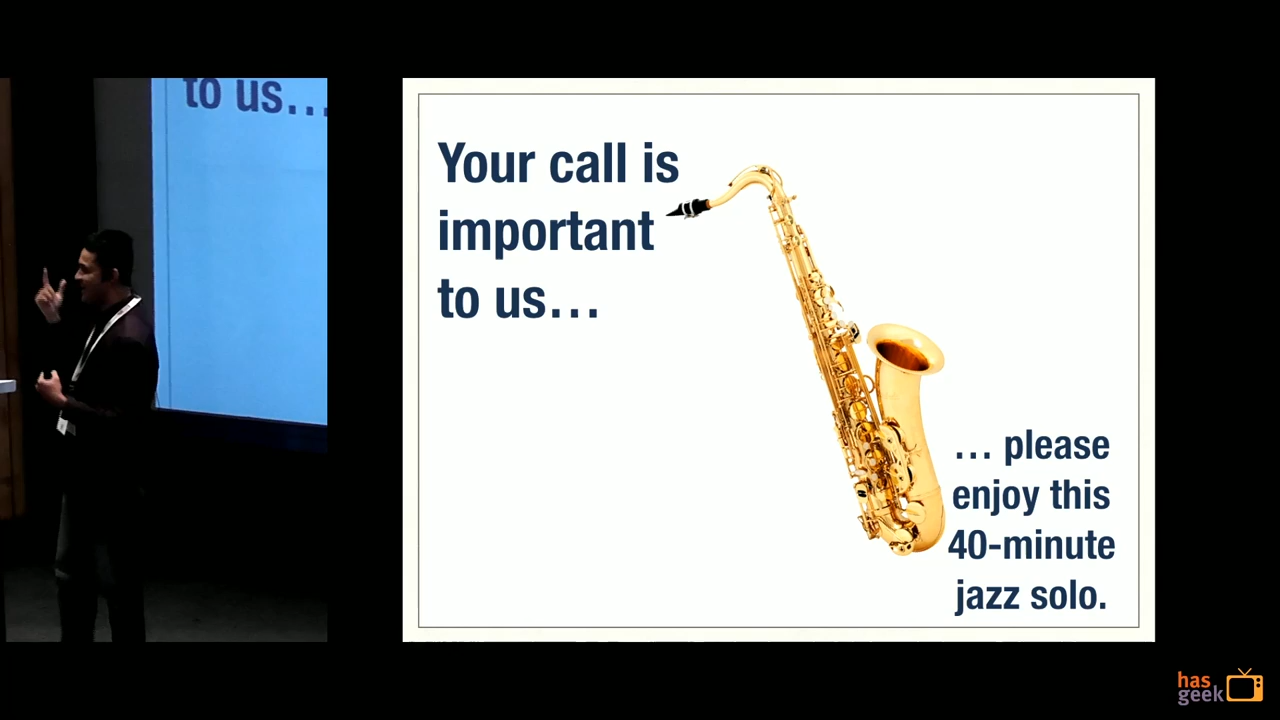 to us...
Your call is
important
to us...
... please
enjoy this
40-minute
jazz solo.
has
geek